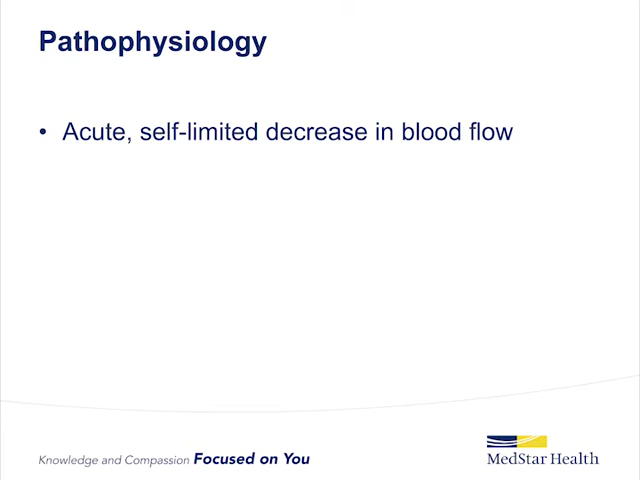 Pathophysiology
• Acute, self-limited decrease in blood flow
Knowledge and Compassion Focused on You
MedStar Health